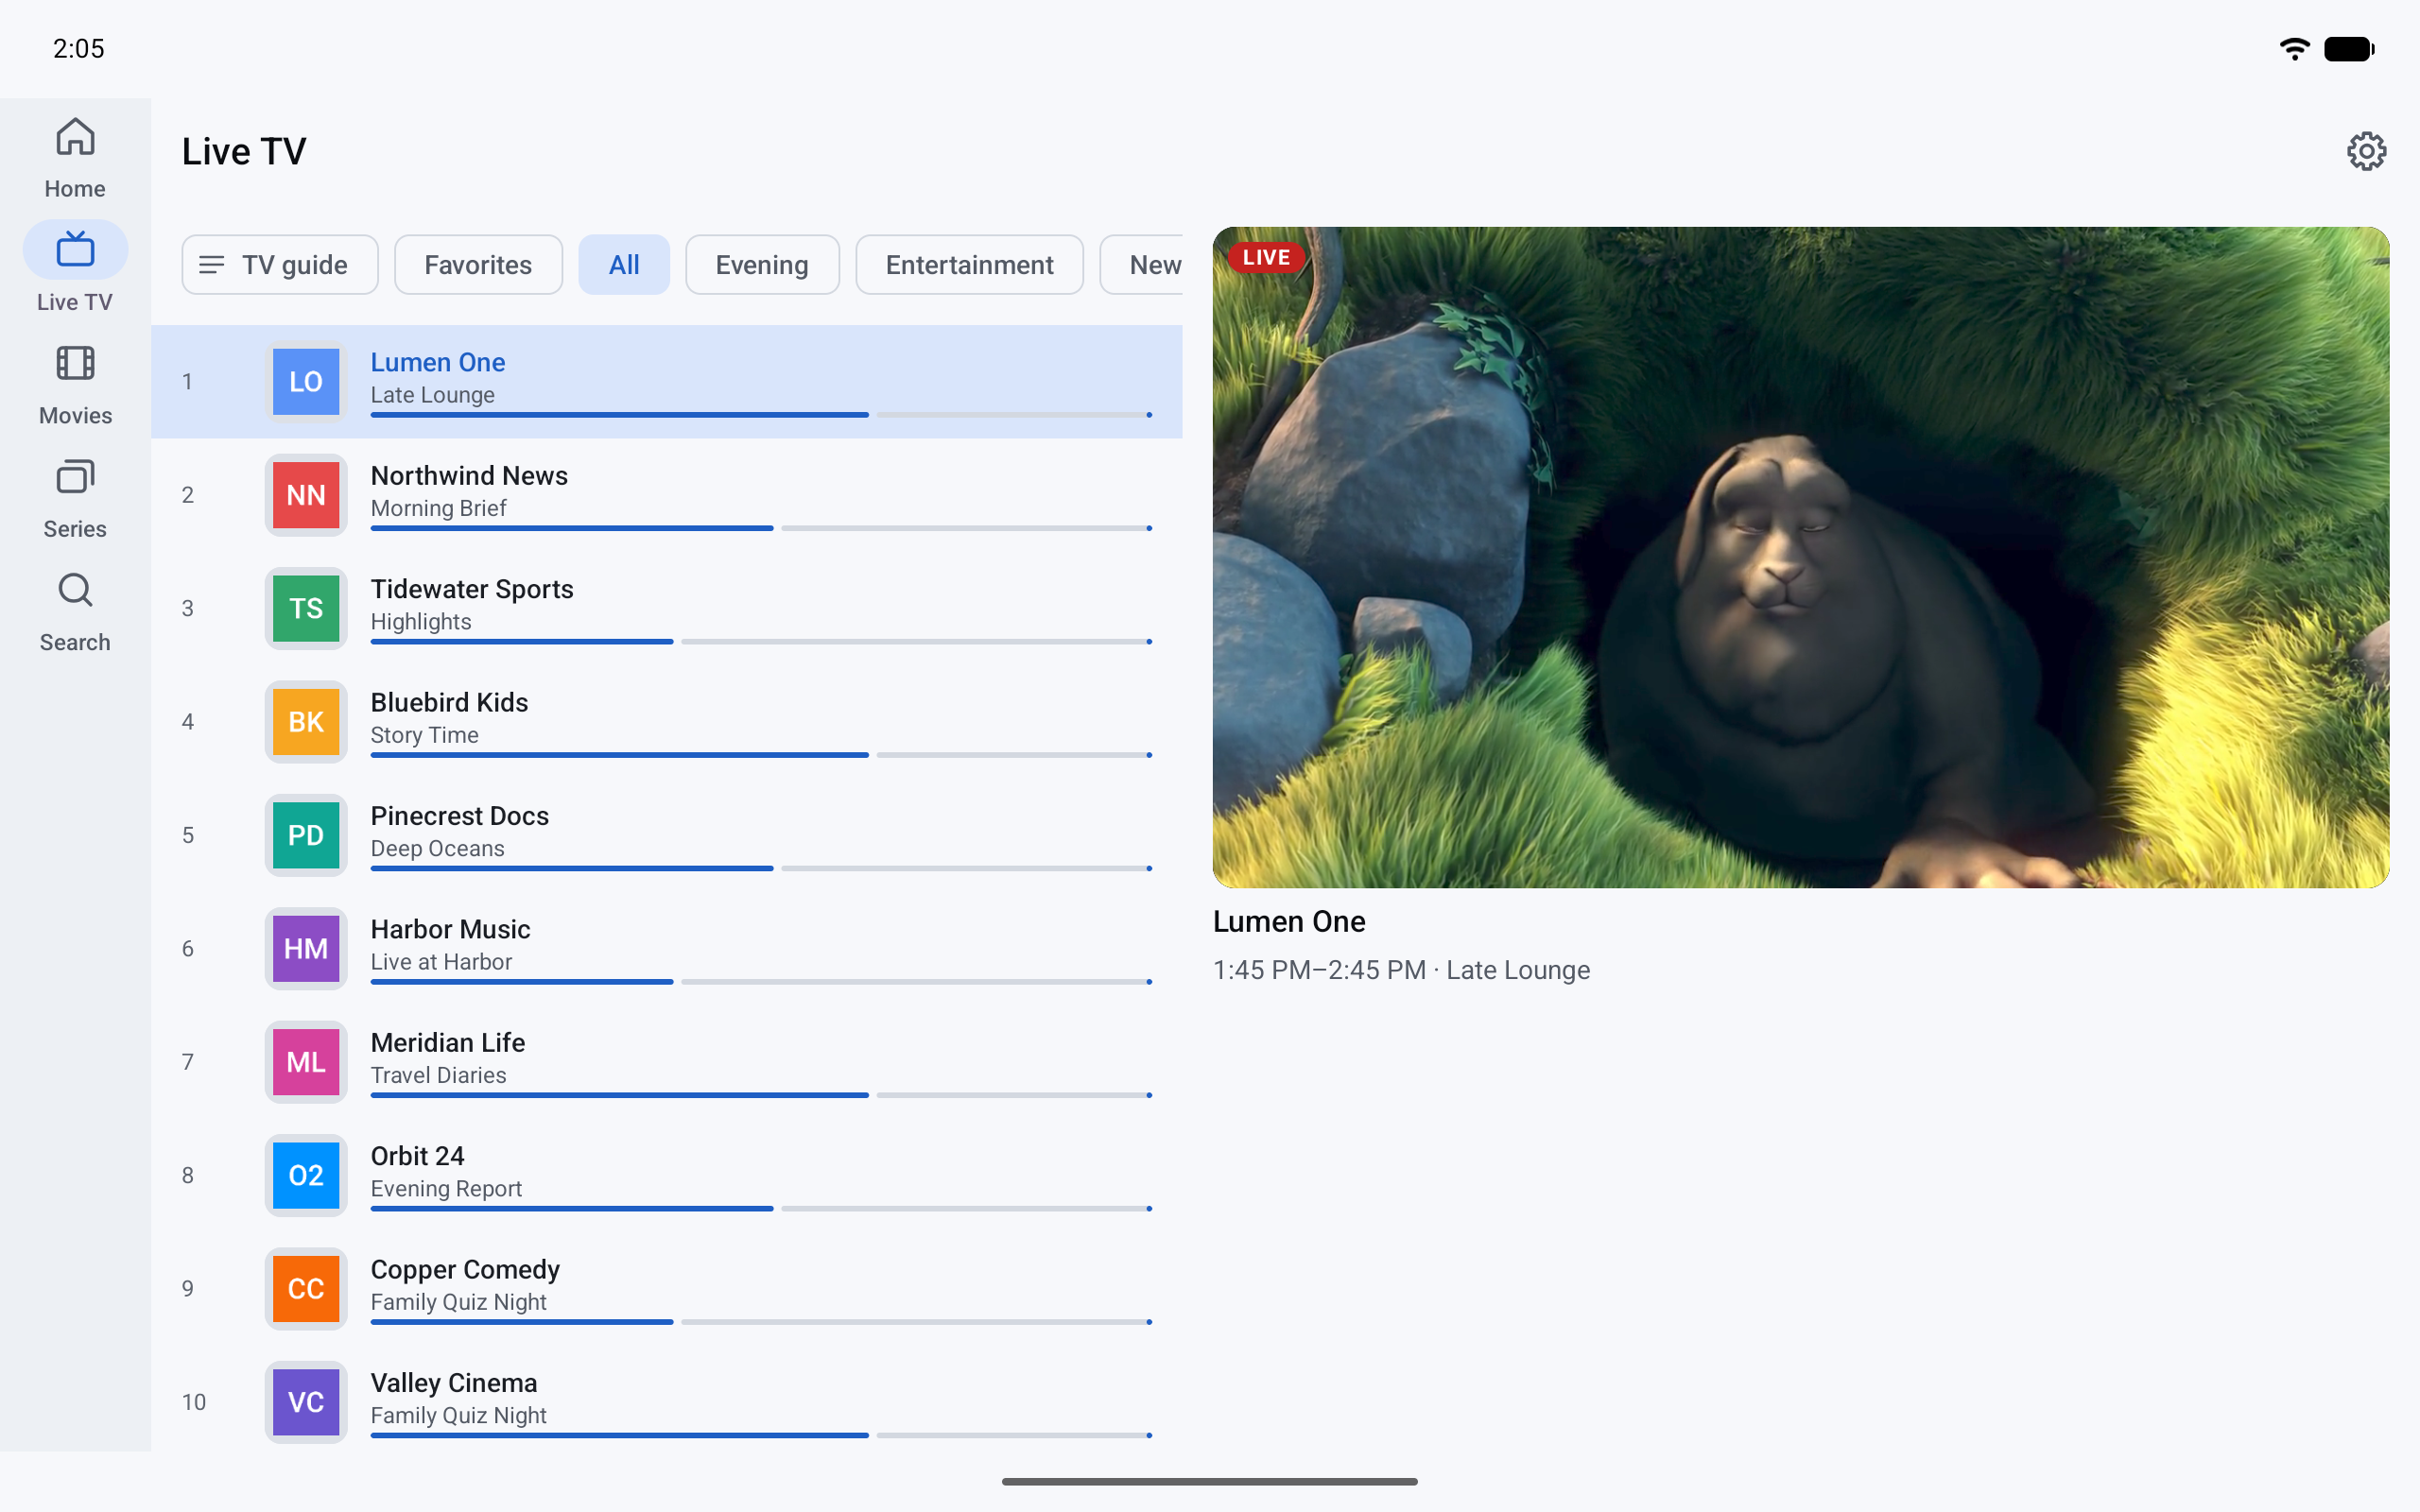 2:05
Live TV
Home
Live TV
Movies
Series
Search
TV guide
Favorites
All
Evening
Entertainment
New
1
LO
Lumen One
Late Lounge
2
NN
Northwind News
Morning Brief
3
TS
Tidewater Sports
Highlights
4
BK
Bluebird Kids
Story Time
5
PD
Pinecrest Docs
Deep Oceans
6
HM
Harbor Music
Live at Harbor
7
ML
Meridian Life
Travel Diaries
8
O2
Orbit 24
Evening Report
9
CC
Copper Comedy
Family Quiz Night
10
VC
Valley Cinema
Family Quiz Night
LIVE
Lumen One
1:45 PM–2:45 PM · Late Lounge